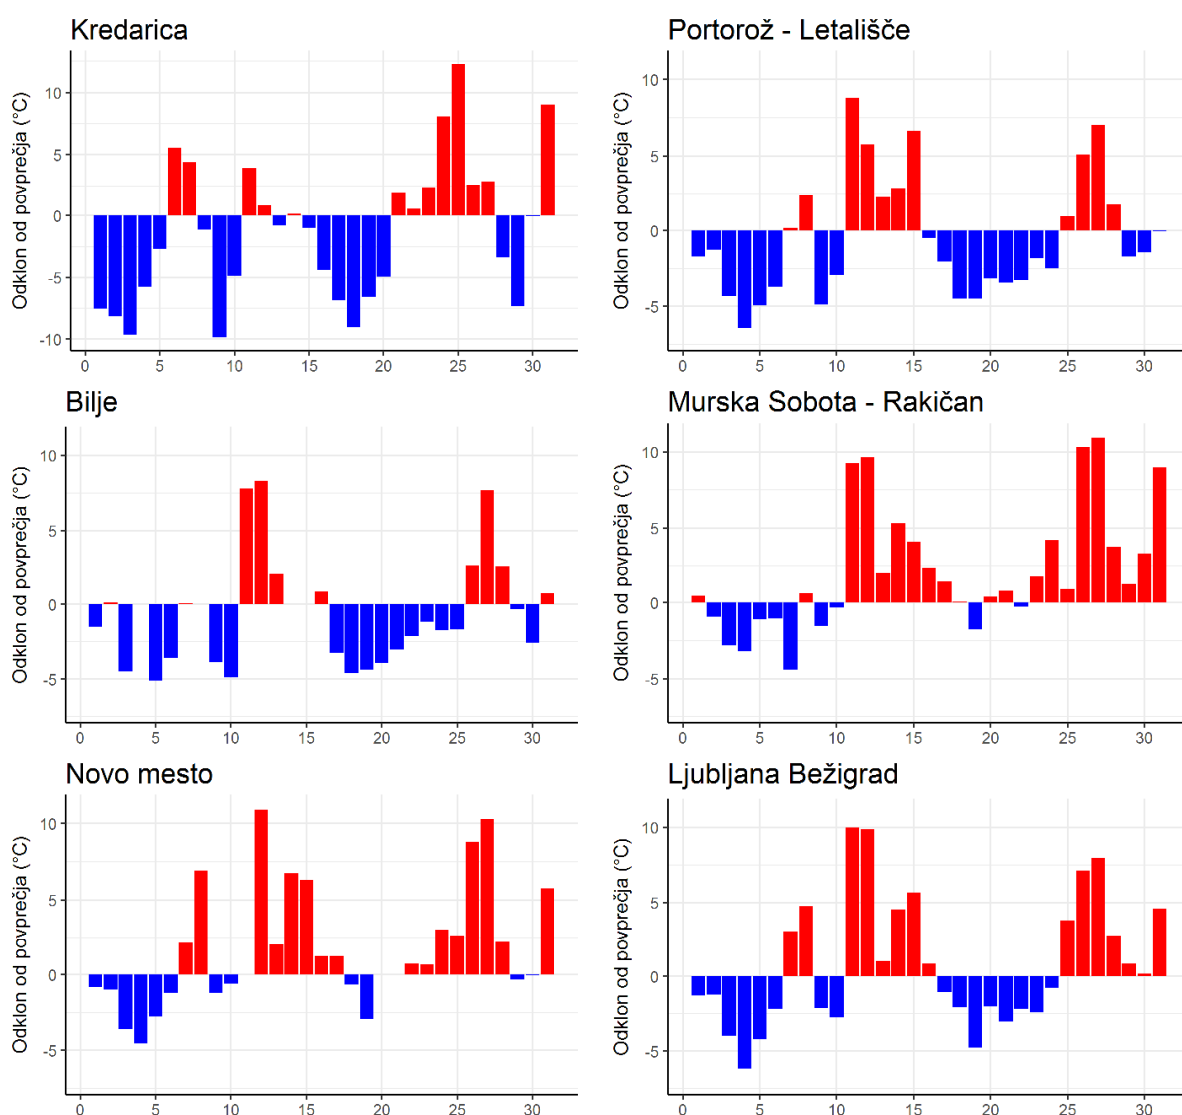 Kredarica
Odklon od povprečja (°C)
10
5
0
-5
-10
0 5 10 15 20 25 30
Portorož - Letališče
Odklon od povprečja (°C)
10
5
0
-5
0 5 10 15 20 25 30
Bilje
Odklon od povprečja (°C)
10
5
0
-5
0 5 10 15 20 25 30
Murska Sobota - Rakičan
Odklon od povprečja (°C)
10
5
0
-5
0 5 10 15 20 25 30
Novo mesto
Odklon od povprečja (°C)
10
5
0
-5
0 5 10 15 20 25 30
Ljubljana Bežigrad
Odklon od povprečja (°C)
10
5
0
-5
0 5 10 15 20 25 30